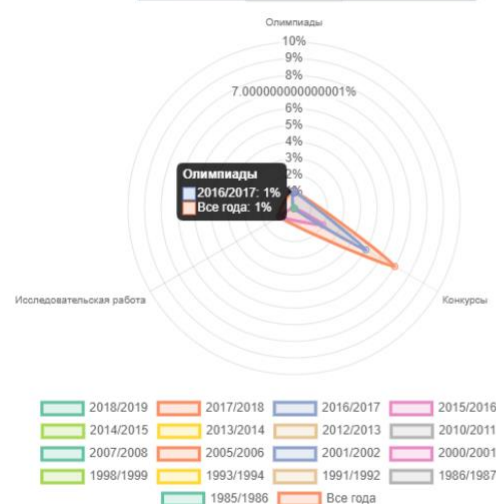 Олимпиады
10%
9%
8%
7.000000000000001%
6%
5%
4%
3%
2%
Олимпиады
2016/2017: 1%
Все года: 1%
Исследовательская работа
Конкурсы
2018/2019 2017/2018 2016/2017 2015/2016
2014/2015 2013/2014 2012/2013 2010/2011
2007/2008 2005/2006 2001/2002 2000/2001
1998/1999 1993/1994 1991/1992 1986/1987
1985/1986 Все года